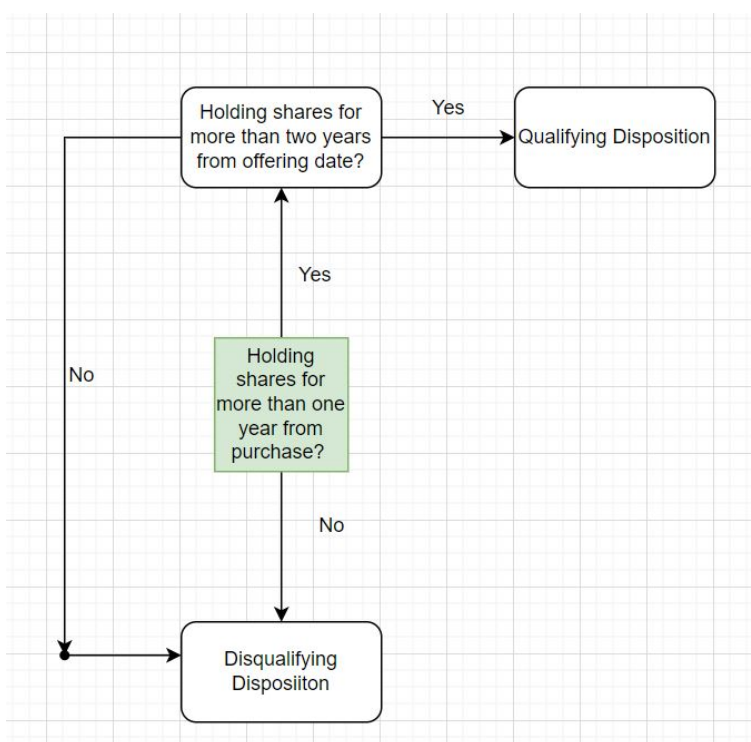 Holding shares for
more than two years
from offering date?
Yes
Qualifying Disposition
Yes
No
Holding
shares for
more than one
year from
purchase?
No
Disqualifying
Disposiiton